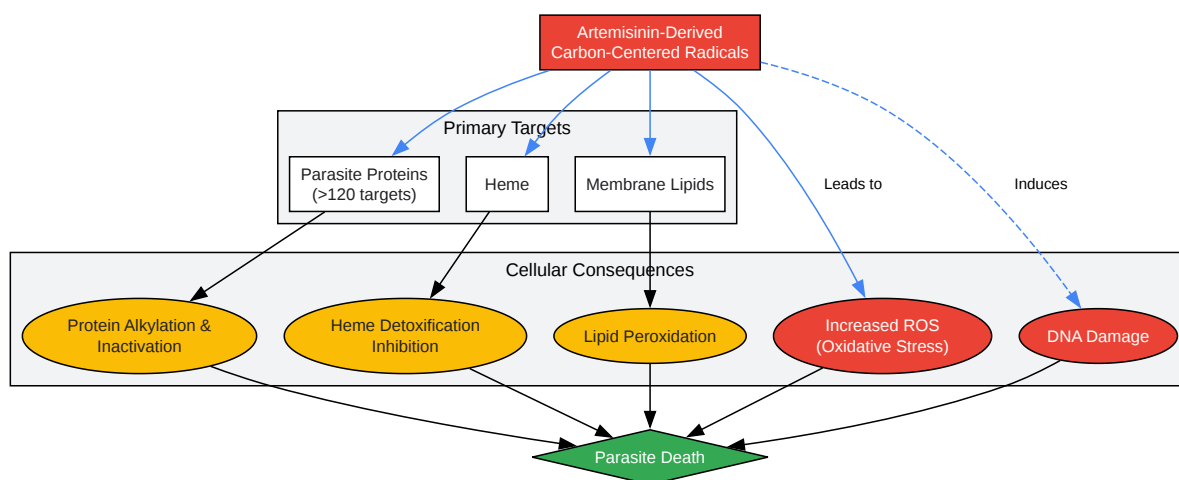 Artemisinin-Derived
Carbon-Centered Radicals
Primary Targets
Parasite Proteins
(>120 targets)
Heme
Membrane Lipids
Leads to
Induces
Cellular Consequences
Protein Alkylation &
Inactivation
Heme Detoxification
Inhibition
Lipid Peroxidation
Increased ROS
(Oxidative Stress)
DNA Damage
Parasite Death